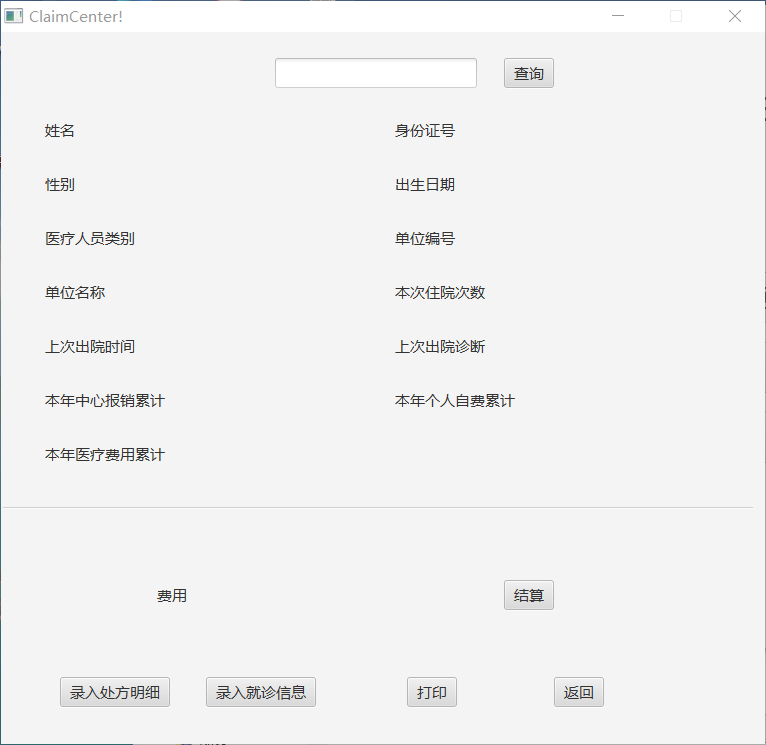 ClaimCenter!
查询
姓名 身份证号
性别 出生日期
医疗人员类别 单位编号
单位名称 本次住院次数
上次出院时间 上次出院诊断
本年中心报销累计 本年个人自费累计
本年医疗费用累计
费用 结算
录入处方明细 录入就诊信息 打印 返回